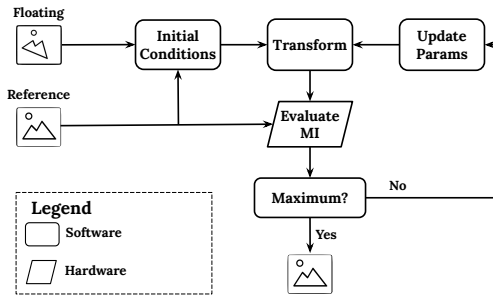 Floating
Initial
Conditions
Transform
Update
Params
Reference
Evaluate
MI
Maximum?
No
Yes
Legend
Software
Hardware